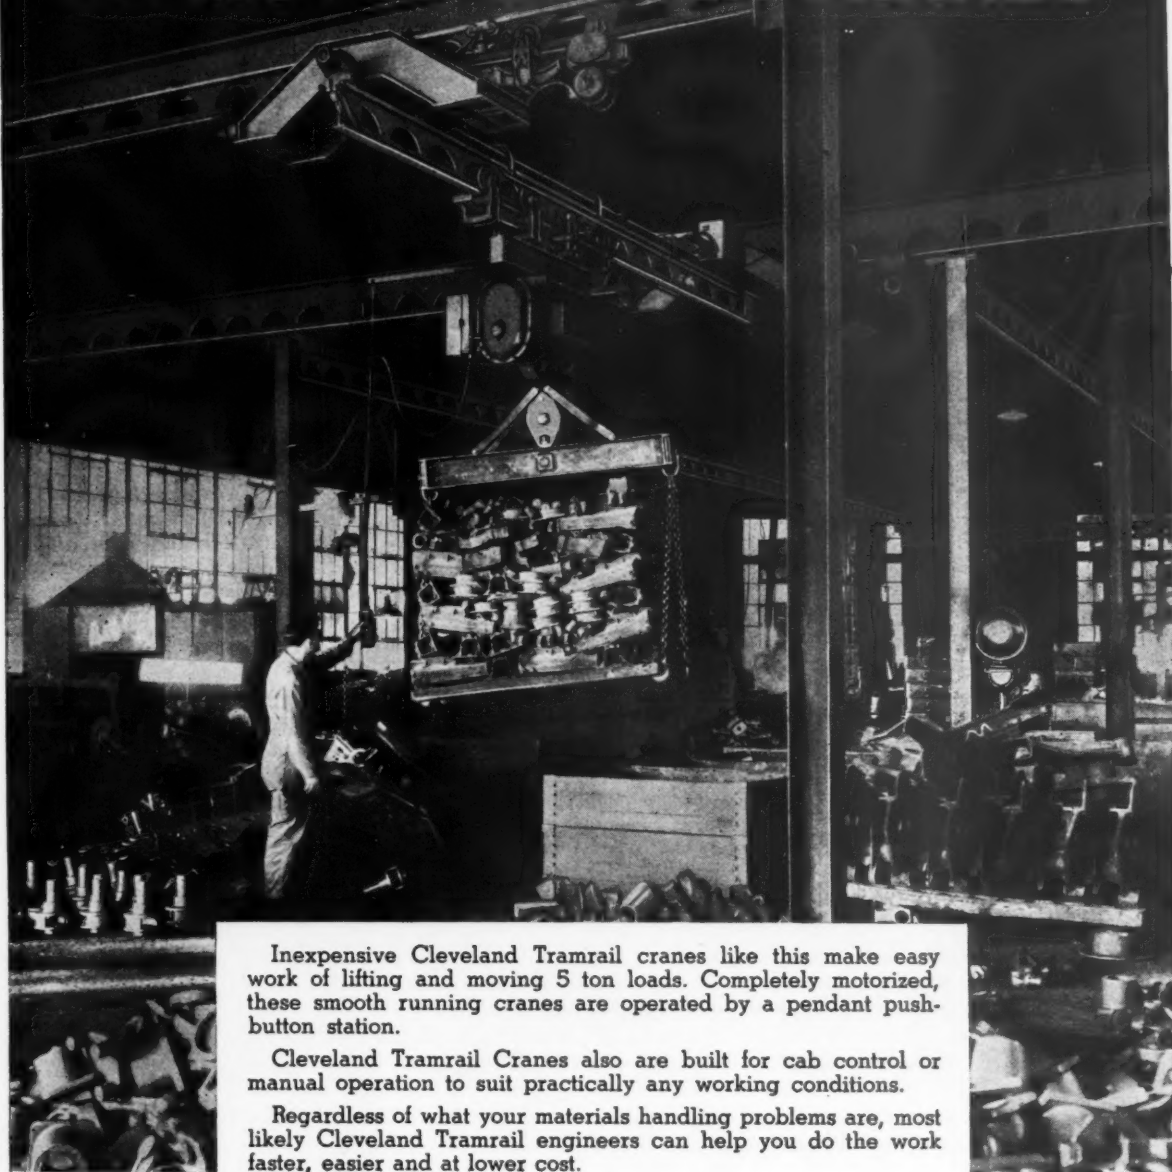 Inexpensive Cleveland Tramrail cranes like this make easy
work of lifting and moving 5 ton loads. Completely motorized,
these smooth running cranes are operated by a pendant push-
button station.
Cleveland Tramrail Cranes also are built for cab control or
manual operation to suit practically any working conditions.
Regardless of what your materials handling problems are, most
likely Cleveland Tramrail engineers can help you do the work
faster, easier and at lower cost.